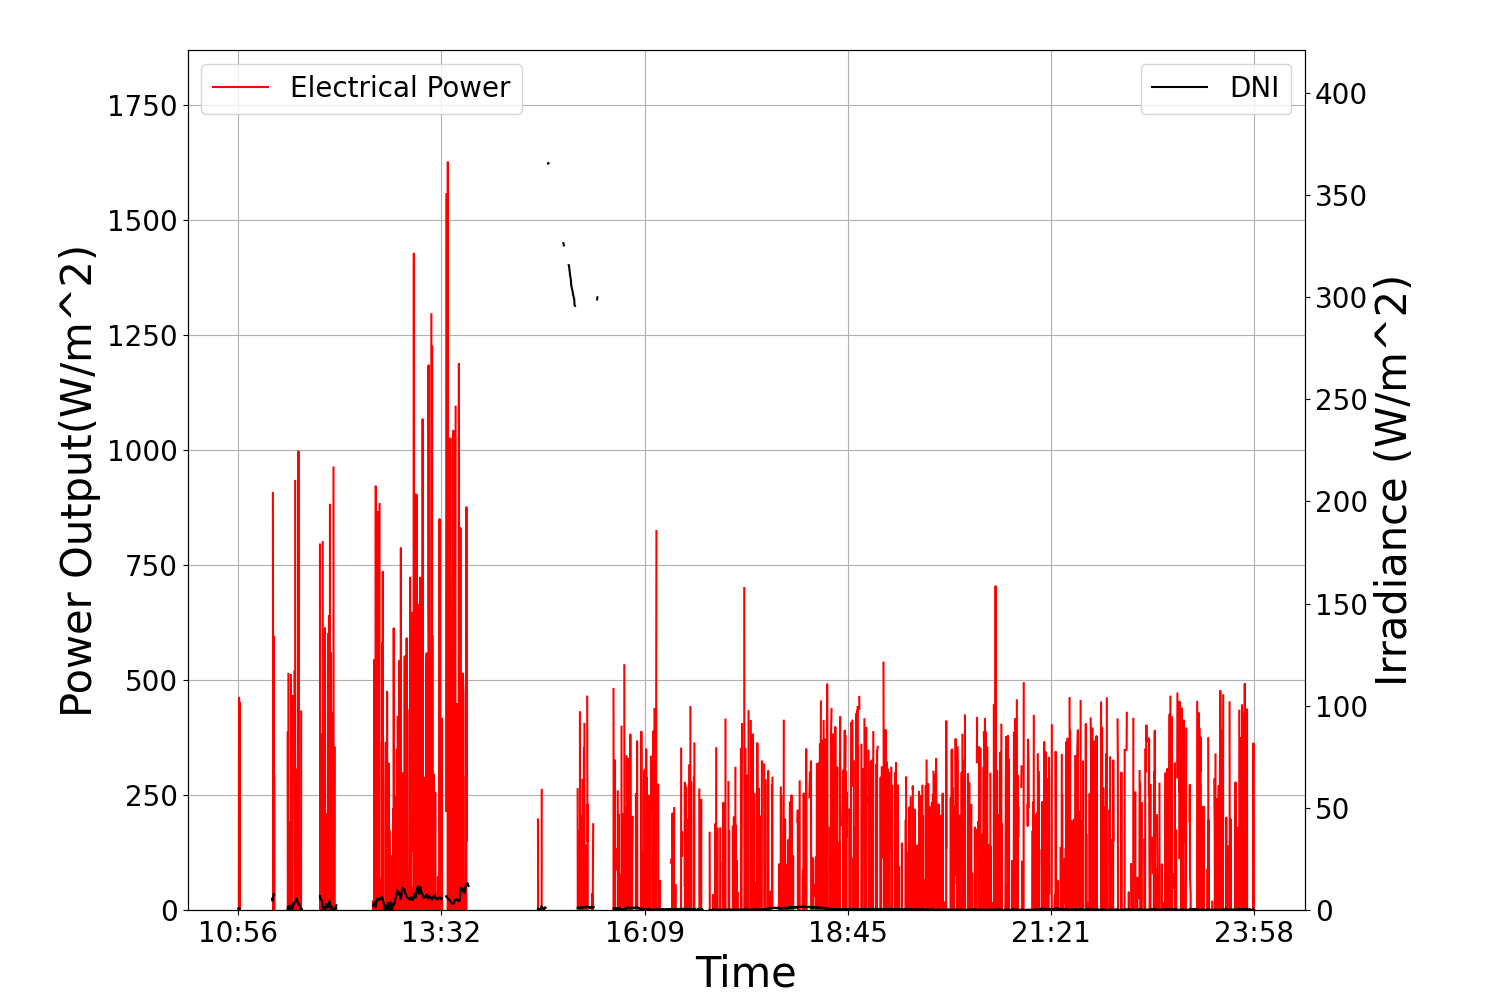 Electrical Power
DNI
Power Output(W/m^2)
1750
1500
1250
1000
750
500
250
0
400
350
300
250
200
150
100
50
0
Irradiance (W/m^2)
10:56 13:32 16:09 18:45 21:21 23:58
Time